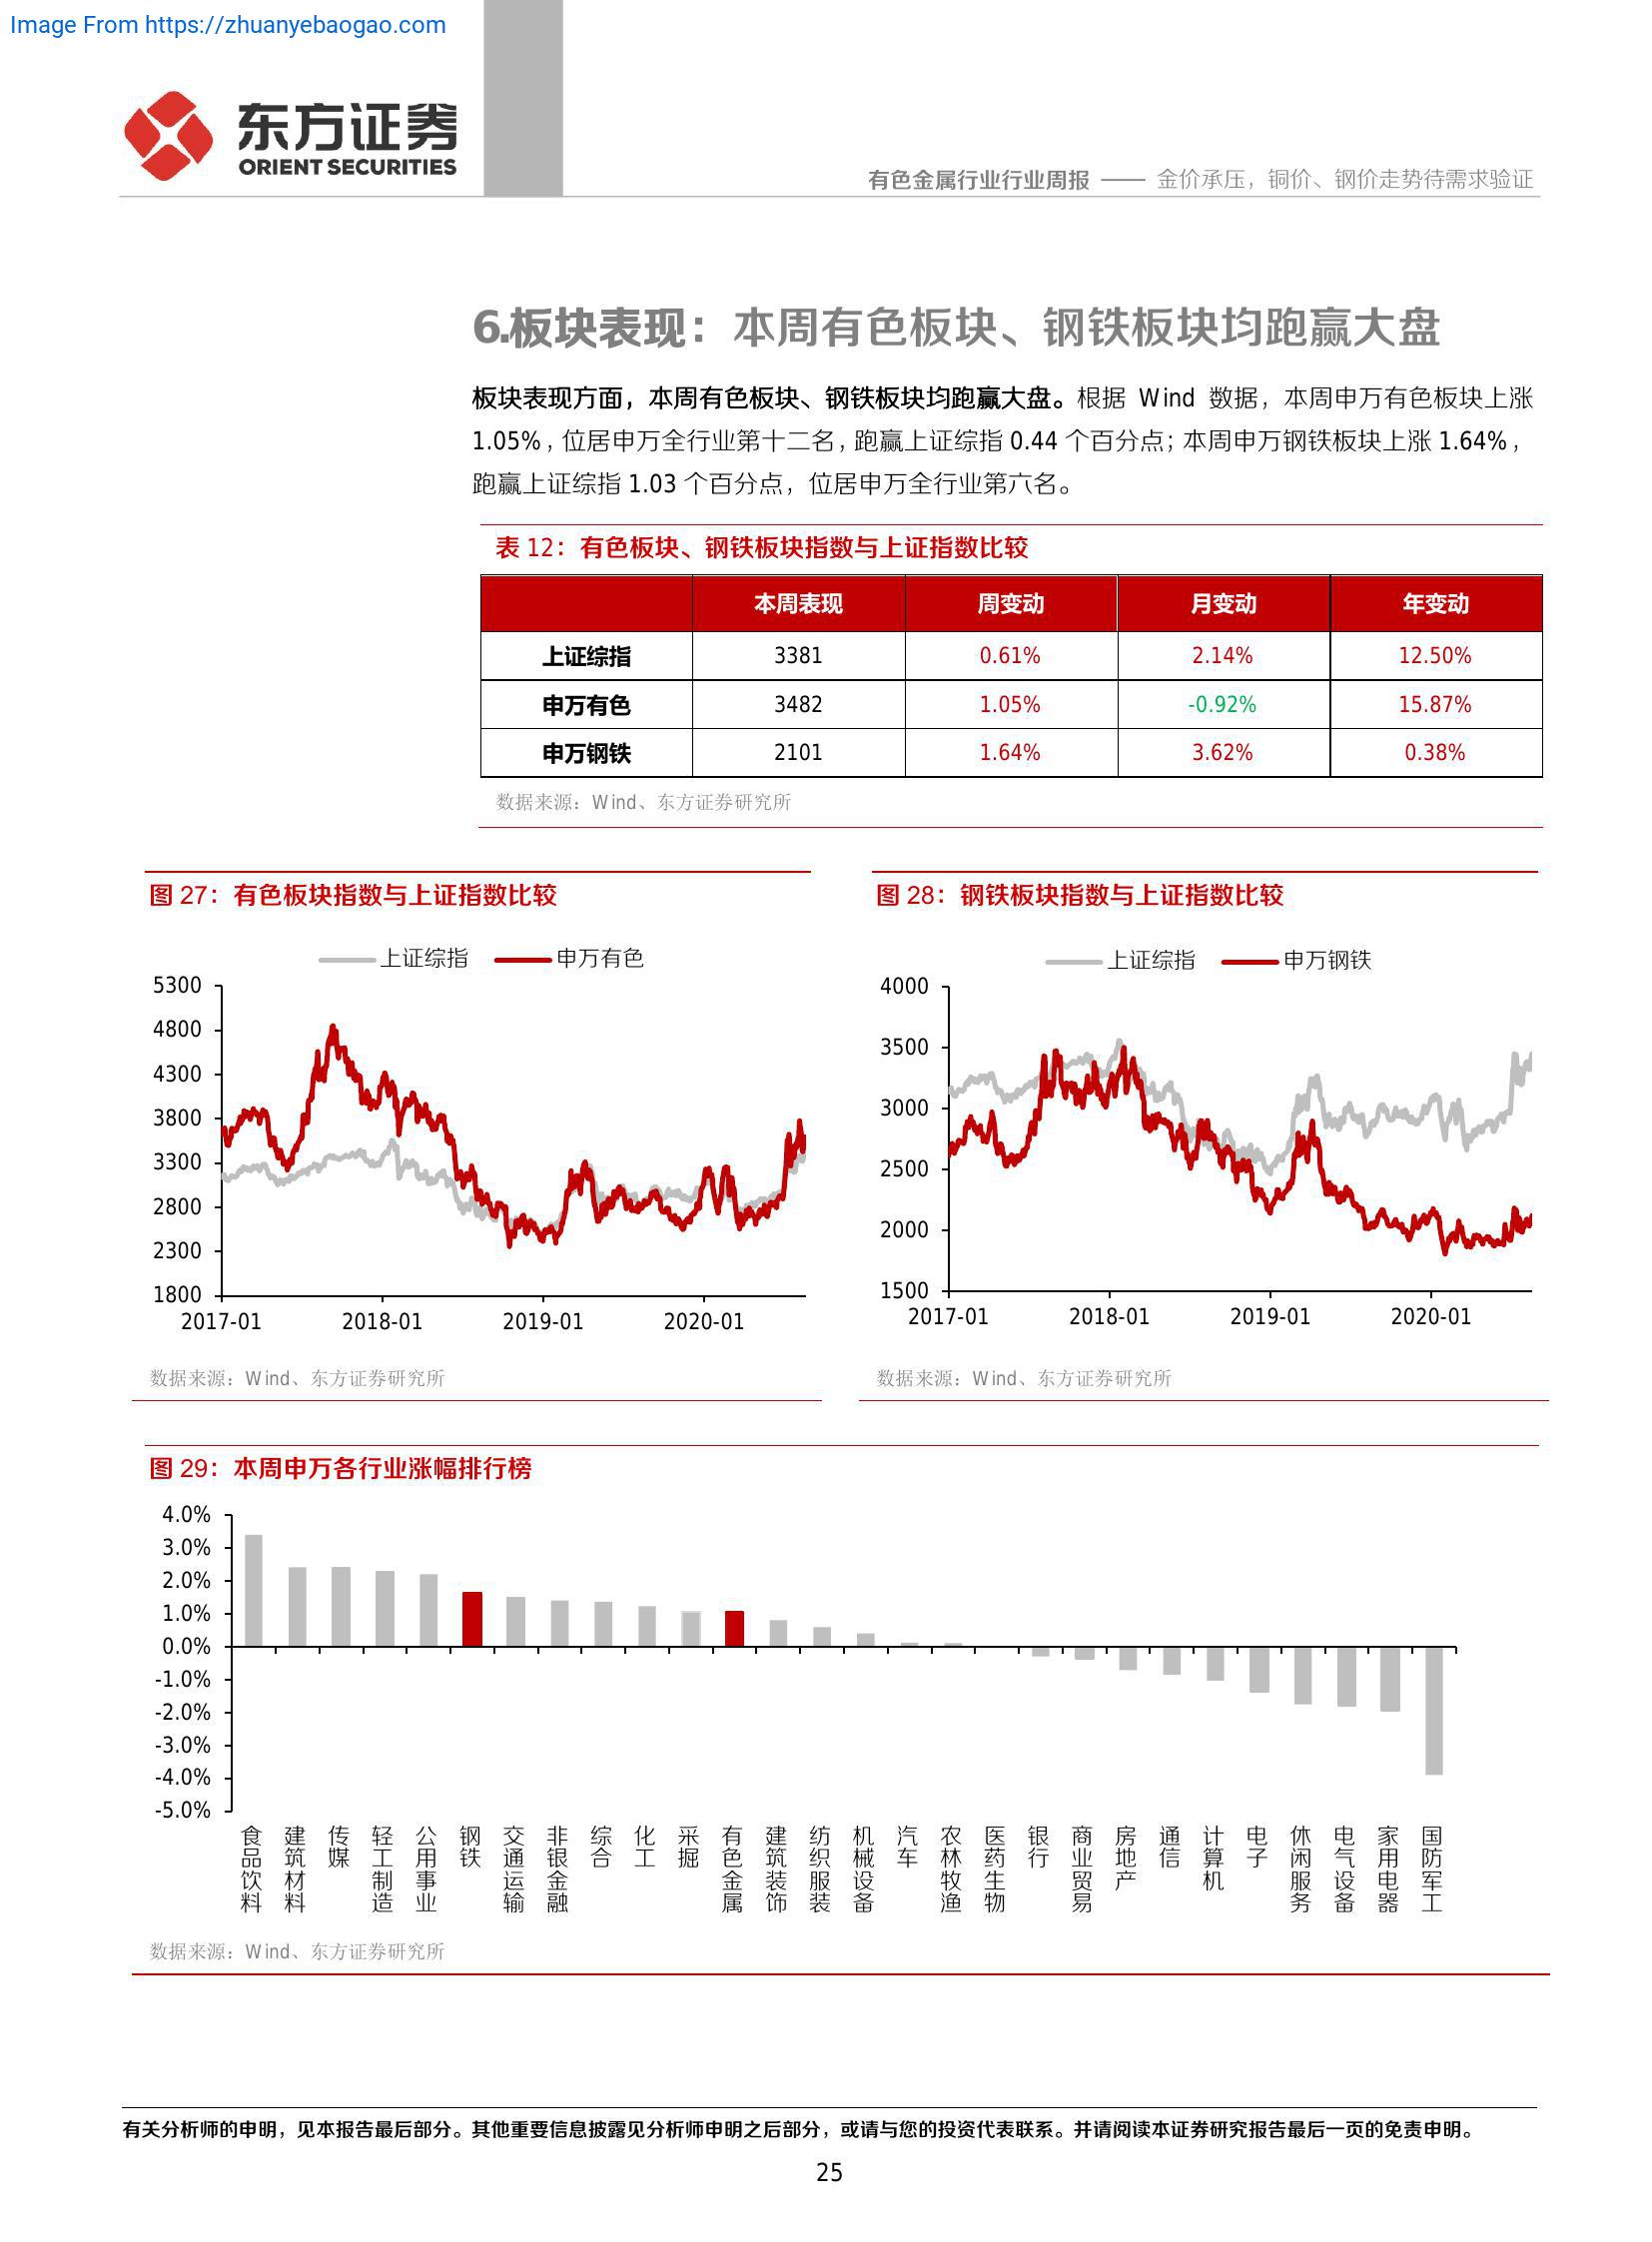 Image From https://zhuanyebaogao.com
东方证券
ORIENT SECURITIES
有色金属行业行业周报 —— 金价承压，铜价、钢价走势待需求验证
6.板块表现：本周有色板块、钢铁板块均跑赢大盘
板块表现方面，本周有色板块、钢铁板块均跑赢大盘。根据 Wind 数据，本周申万有色板块上涨
1.05%，位居申万全行业第十二名，跑赢上证综指 0.44 个百分点；本周申万钢铁板块上涨 1.64%，
跑赢上证综指 1.03 个百分点，位居申万全行业第六名。
表 12：有色板块、钢铁板块指数与上证指数比较
本周表现 周变动 月变动 年变动
上证综指 3381 0.61% 2.14% 12.50%
申万有色 3482 1.05% -0.92% 15.87%
申万钢铁 2101 1.64% 3.62% 0.38%
数据来源：Wind、东方证券研究所
图 27：有色板块指数与上证指数比较
上证综指 申万有色
5300
4800
4300
3800
3300
2800
2300
1800
2017-01 2018-01 2019-01 2020-01
数据来源：Wind、东方证券研究所
图 28：钢铁板块指数与上证指数比较
上证综指 申万钢铁
4000
3500
3000
2500
2000
1500
2017-01 2018-01 2019-01 2020-01
数据来源：Wind、东方证券研究所
图 29：本周申万各行业涨幅排行榜
4.0%
3.0%
2.0%
1.0%
0.0%
-1.0%
-2.0%
-3.0%
-4.0%
-5.0%
食品饮料 建筑材料 传媒 轻工制造 公用事业 钢铁 交通运输 非银金融 综合 化工 采掘 有色金属 建筑装饰 纺织服装 机械设备 汽车 农林牧渔 医药生物 银行 商业贸易 房地产 通信 计算机 电子 休闲服务 电气设备 家用电器 国防军工
数据来源：Wind、东方证券研究所
有关分析师的申明，见本报告最后部分。其他重要信息披露见分析师申明之后部分，或请与您的投资代表联系。并请阅读本证券研究报告最后一页的免责申明。
25